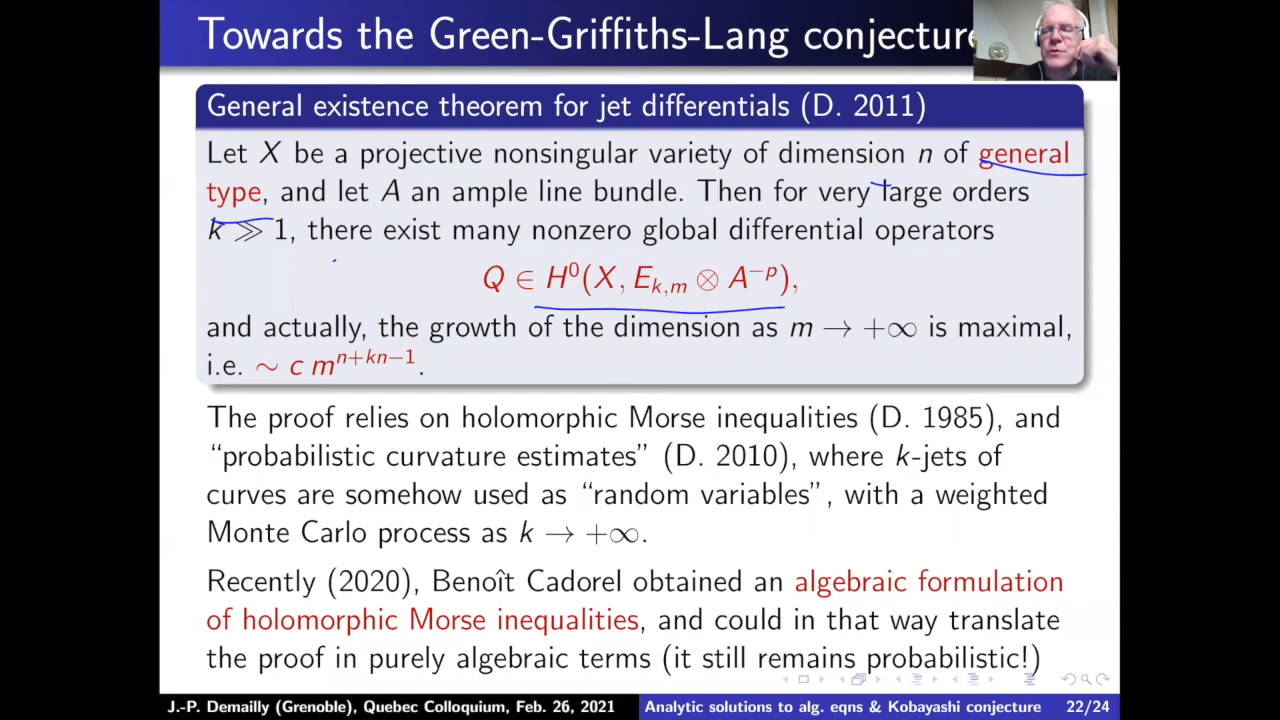 Towards the Green-Griffiths-Lang conjecture
General existence theorem for jet differentials (D. 2011)
Let X be a projective nonsingular variety of dimension n of general
type, and let A an ample line bundle. Then for very large orders
k ≫ 1, there exist many nonzero global differential operators
Q ∈ H⁰(X, E_{k,m} ⊗ A^{−p}),
and actually, the growth of the dimension as m → +∞ is maximal,
i.e. ∼ c m^{n+kn−1}.
The proof relies on holomorphic Morse inequalities (D. 1985), and
“probabilistic curvature estimates” (D. 2010), where k-jets of
curves are somehow used as “random variables”, with a weighted
Monte Carlo process as k → +∞.
Recently (2020), Benoît Cadorel obtained an algebraic formulation
of holomorphic Morse inequalities, and could in that way translate
the proof in purely algebraic terms (it still remains probabilistic!)
J.-P. Demailly (Grenoble), Quebec Colloquium, Feb. 26, 2021 Analytic solutions to alg. eqns & Kobayashi conjecture 22/24